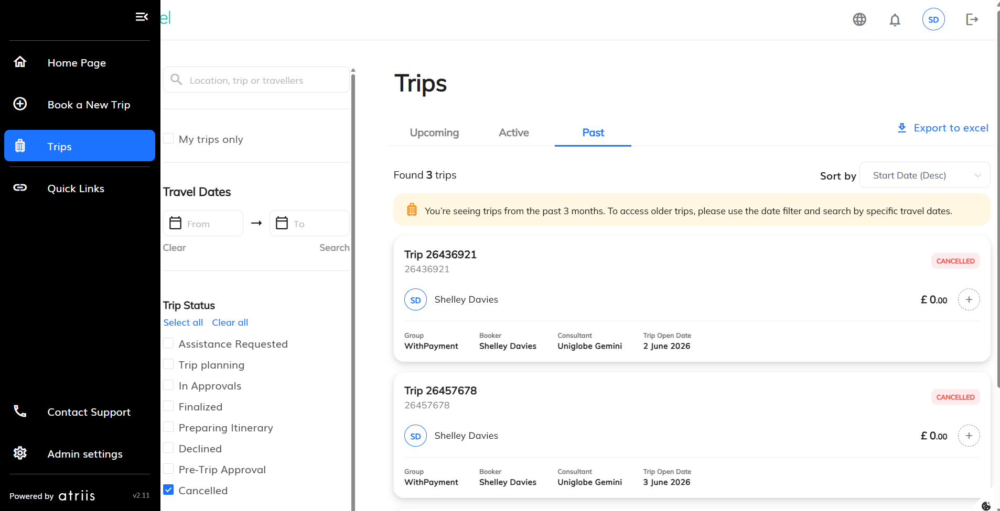 el
SD
Home Page
Book a New Trip
Trips
Quick Links
Contact Support
Admin settings
Powered by atriis
v2.11
Location, trip or travellers
My trips only
Travel Dates
From
To
Clear
Search
Trip Status
Select all
Clear all
Assistance Requested
Trip planning
In Approvals
Finalized
Preparing Itinerary
Declined
Pre-Trip Approval
Cancelled
Trips
Upcoming
Active
Past
Export to excel
Found 3 trips
Sort by
Start Date (Desc)
You're seeing trips from the past 3 months. To access older trips, please use the date filter and search by specific travel dates.
Trip 26436921
26436921
CANCELLED
SD
Shelley Davies
£ 0.00
Group
WithPayment
Booker
Shelley Davies
Consultant
Uniglobe Gemini
Trip Open Date
2 June 2026
Trip 26457678
26457678
CANCELLED
SD
Shelley Davies
£ 0.00
Group
WithPayment
Booker
Shelley Davies
Consultant
Uniglobe Gemini
Trip Open Date
3 June 2026